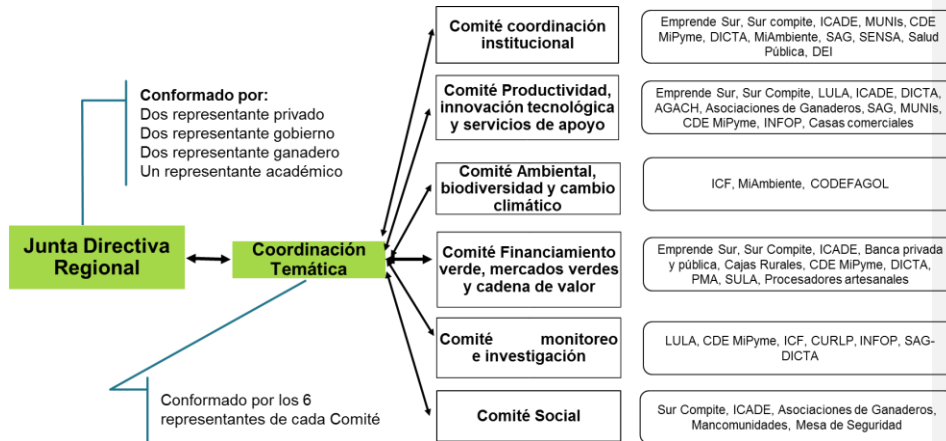 Conformado por:
Dos representante privado
Dos representante gobierno
Dos representante ganadero
Un representante académico
Junta Directiva
Regional
Coordinación
Temática
Conformado por los 6
representantes de cada Comité
Comité coordinación
institucional
Emprende Sur, Sur compite, ICADE, MUNIs, CDE
MiPyme, DICTA, MiAmbiente, SAG, SENSA, Salud
Pública, DEI
Comité Productividad,
innovación tecnológica
y servicios de apoyo
Emprende Sur, Sur Compite, LULA, ICADE, DICTA,
AGACH, Asociaciones de Ganaderos, SAG, MUNIs,
CDE MiPyme, INFOP, Casas comerciales
Comité Ambiental,
biodiversidad y cambio
climático
ICF, MiAmbiente, CODEFAGOL
Comité Financiamiento
verde, mercados verdes
y cadena de valor
Emprende Sur, Sur Compite, ICADE, Banca privada
y pública, Cajas Rurales, CDE MiPyme, DICTA,
PMA, SULA, Procesadores artesanales
Comité monitoreo
e investigación
LULA, CDE MiPyme, ICF, CURLP, INFOP, SAG-
DICTA
Comité Social
Sur Compite, ICADE, Asociaciones de Ganaderos,
Mancomunidades, Mesa de Seguridad